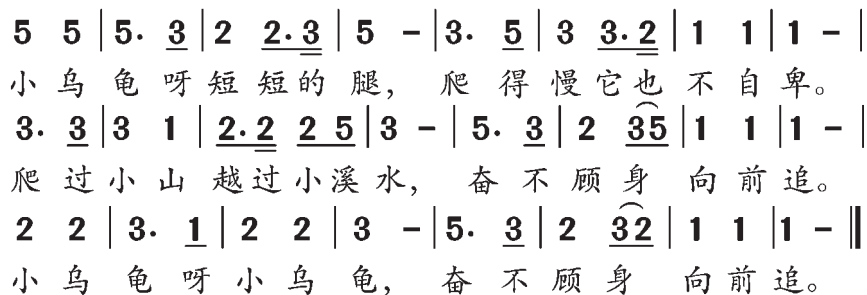 5 5 | 5. 3 | 2 2.3 | 5 - | 3. 5 | 3 3.2 | 1 1 | 1 - |
小乌龟呀短短的腿，爬得慢它也不自卑。
3. 3 | 3 1 | 2.2 2 5 | 3 - | 5. 3 | 2 35 | 1 1 | 1 - |
爬过小山越过小溪水，奋不顾身向前追。
2 2 | 3. 1 | 2 2 | 3 - | 5. 3 | 2 32 | 1 1 | 1 - ‖
小乌龟呀小乌龟，奋不顾身向前追。